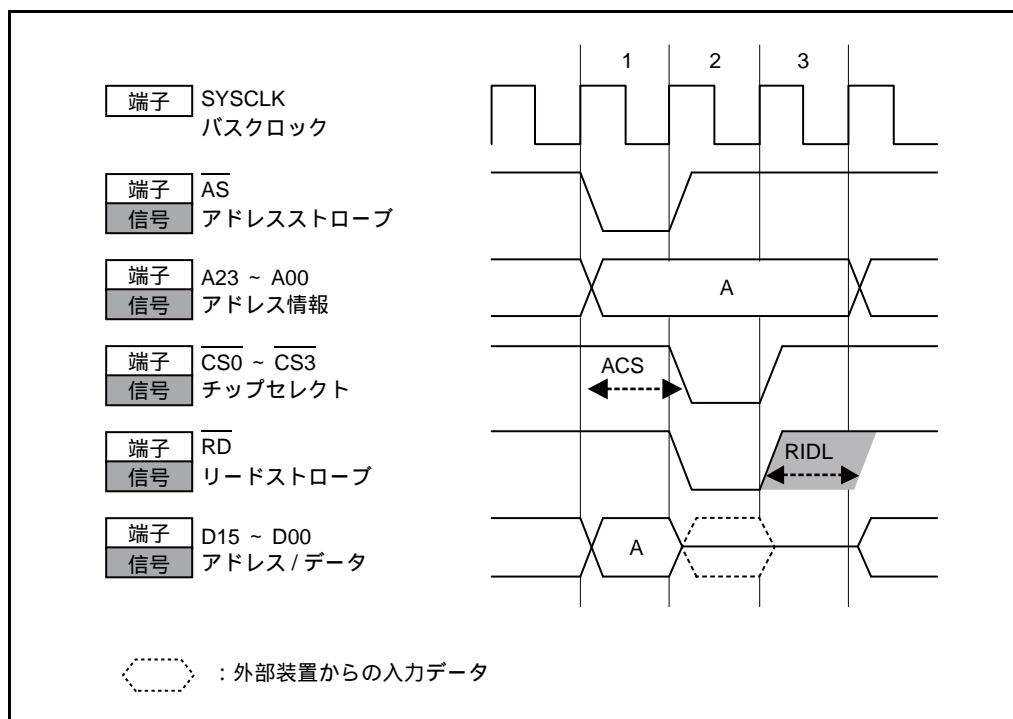 1 2 3
端子 SYSCLK
バスクロック
端子 AS
信号 アドレスストローブ
端子 A23 ~ A00
信号 アドレス情報
A
端子 CS0 ~ CS3
信号 チップセレクト
ACS
端子 RD
信号 リードストローブ
RIDL
端子 D15 ~ D00
信号 アドレス / データ
A
:外部装置からの入力データ